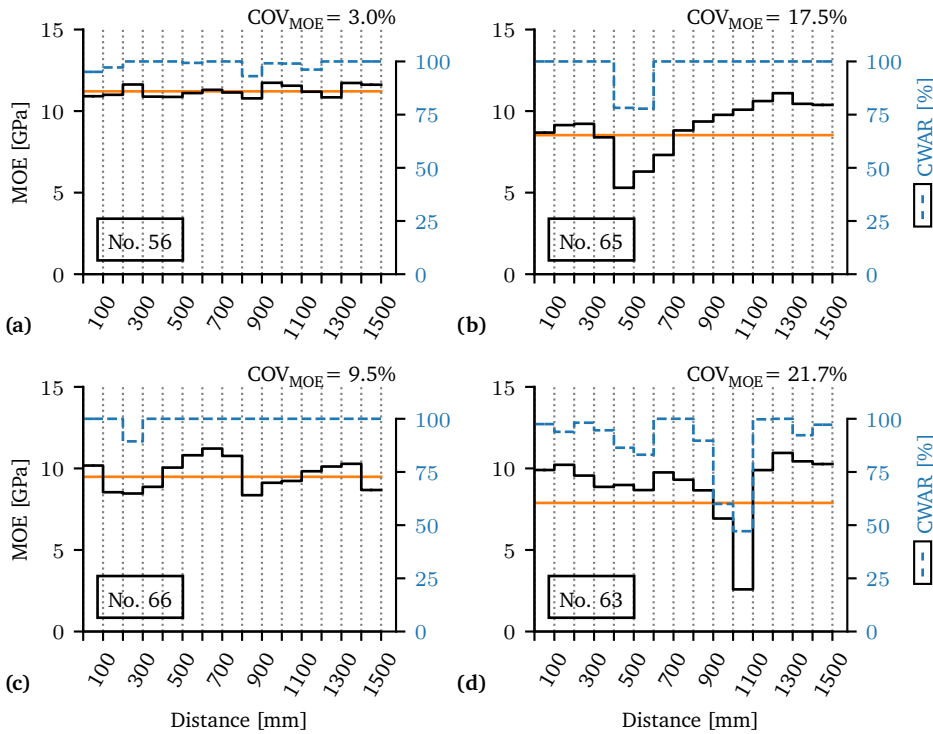 COV_MOE = 3.0%
15
10
5
0
MOE [GPa]
100
75
50
25
0
No. 56
100 300 500 700 900 1100 1300 1500
(a)
COV_MOE = 17.5%
15
10
5
0
100
75
50
25
0
CWAR [%]
No. 65
100 300 500 700 900 1100 1300 1500
(b)
COV_MOE = 9.5%
15
10
5
0
MOE [GPa]
100
75
50
25
0
No. 66
100 300 500 700 900 1100 1300 1500
(c)
Distance [mm]
COV_MOE = 21.7%
15
10
5
0
100
75
50
25
0
CWAR [%]
No. 63
100 300 500 700 900 1100 1300 1500
(d)
Distance [mm]